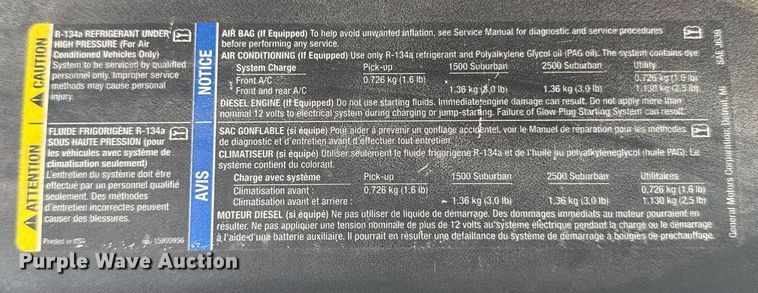 CAUTION
R-134a REFRIGERANT UNDER
HIGH PRESSURE (For Air
Conditioned Vehicles Only)
System to be serviced by qualified
personnel only. Improper service
methods may cause personal
injury.
NOTICE
AIR BAG (If Equipped) To help avoid unwanted inflation, see Service Manual for diagnostic and service procedures
before performing any service.
AIR CONDITIONING (If Equipped) Use only R-134a refrigerant and Polyalkylene Glycol oil (PAG oil). The system contains dye
System Charge Pick-up 1500 Suburban 2500 Suburban Utility
Front A/C 0.726 kg (1.6 lb) 0.726 kg (1.6 lb)
Front and rear A/C 1.36 kg (3.0 lb) 1.36 kg (3.0 lb) 1.130 kg (2.5 lb)
DIESEL ENGINE (If Equipped) Do not use starting fluids. Immediate engine damage can result. Do not apply more than
nominal 12 volts to electrical system during charging or jump-starting. Failure of Glow Plug Starting System can result.
ATTENTION
FLUIDE FRIGORIGÈNE R-134a
SOUS HAUTE PRESSION (pour
les véhicules avec système de
climatisation seulement)
L'entretien du système doit être
effectué par un personnel qualifié
seulement. Des méthodes
d'entretien incorrectes peuvent
causer des blessures.
Printed in USA 15809956
AVIS
SAC GONFLABLE (si équipé) Pour aider à prévenir un gonflage accidentel, voir le Manuel de réparation pour les méthodes
de diagnostic et d'entretien avant d'effectuer tout entretien.
CLIMATISEUR (si équipé) Utiliser seulement le fluide frigorigène R-134a et de l'huile au polyalkylèneglycol (huile PAG). Le
système contient du colorant.
Charge avec système Pick-up 1500 Suburban 2500 Suburban Utilitaires
Climatisation avant : 0.726 kg (1.6 lb) 0.726 kg (1.6 lb)
Climatisation avant et arrière : 1.36 kg (3.0 lb) 1.36 kg (3.0 lb) 1.130 kg (2.5 lb)
MOTEUR DIESEL (si équipé) Ne pas utiliser de liquide de démarrage. Des dommages immédiats au moteur pourraient en
résulter. Ne pas appliquer une tension nominale de plus de 12 volts au système électrique pendant la charge ou le démarrage
à l'aide d'une batterie auxiliaire. Il pourrait en résulter une défaillance du système de démarrage à bougies de préchauffage.
General Motors Corporation Detroit, MI
SAE J639
Purple Wave Auction